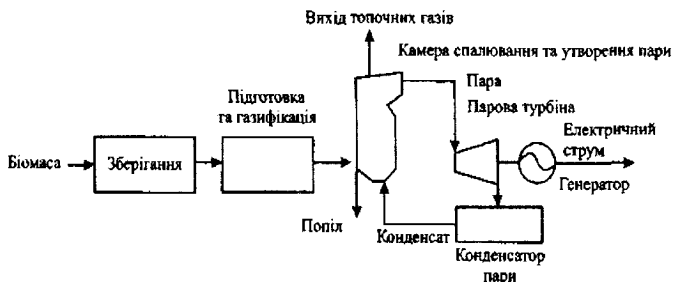 Вихід топочних газів
Камера спалювання та утворення пари
Пара
Парова турбіна
Підготовка
та газифікація
Електричний
струм
Біомаса
Зберігання
Генератор
Попіл
Конденсат
Конденсатор
пари